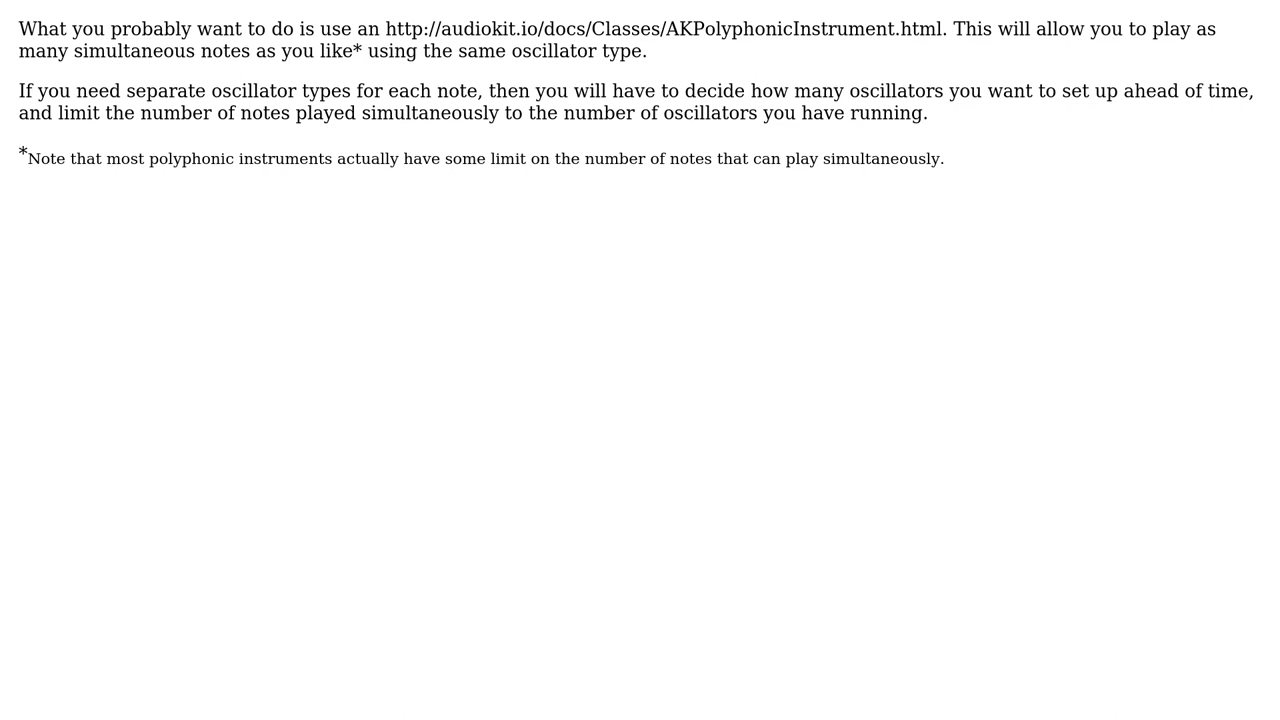 What you probably want to do is use an http://audiokit.io/docs/Classes/AKPolyphonicInstrument.html. This will allow you to play as
many simultaneous notes as you like* using the same oscillator type.
If you need separate oscillator types for each note, then you will have to decide how many oscillators you want to set up ahead of time,
and limit the number of notes played simultaneously to the number of oscillators you have running.
*Note that most polyphonic instruments actually have some limit on the number of notes that can play simultaneously.